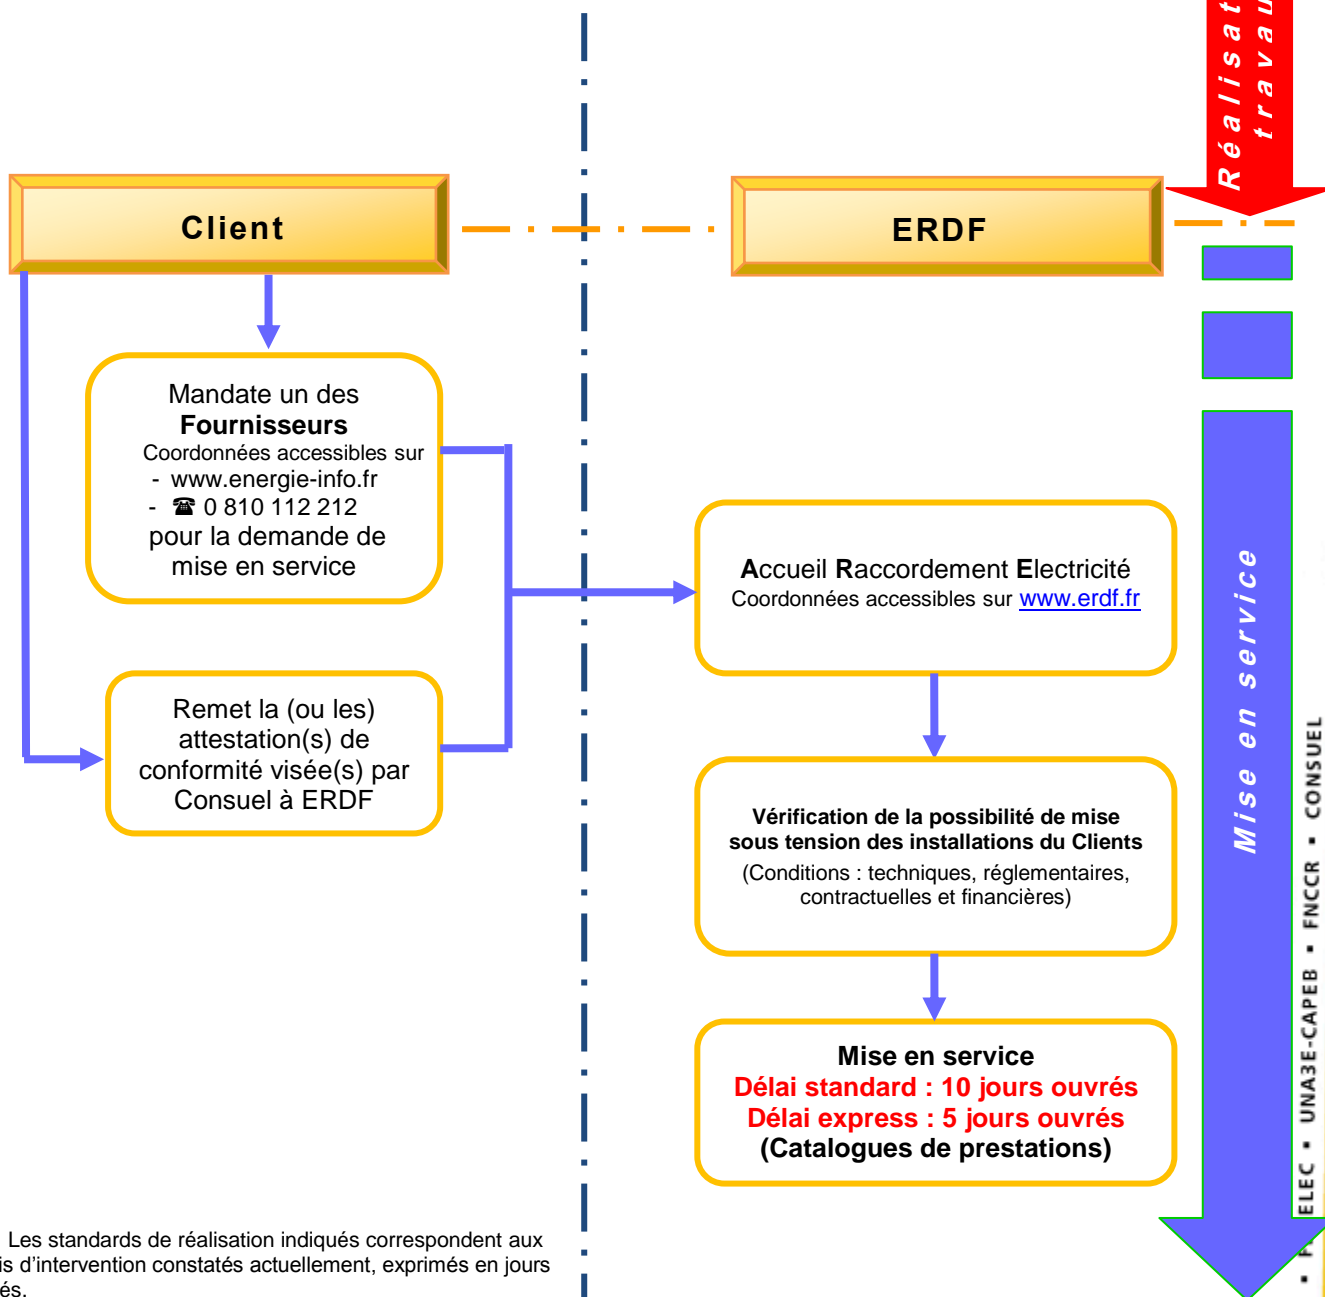 Réalisat
travau
Client
ERDF
Mandate un des
Fournisseurs
Coordonnées accessibles sur
- www.energie-info.fr
- ☎ 0 810 112 212
pour la demande de
mise en service
Remet la (ou les)
attestation(s) de
conformité visée(s) par
Consuel à ERDF
Accueil Raccordement Electricité
Coordonnées accessibles sur www.erdf.fr
Vérification de la possibilité de mise
sous tension des installations du Clients
(Conditions : techniques, réglementaires,
contractuelles et financières)
Mise en service
Délai standard : 10 jours ouvrés
Délai express : 5 jours ouvrés
(Catalogues de prestations)
Mise en service
ELEC ▪ UNA3E-CAPEB ▪ FNCCR ▪ CONSUEL
Les standards de réalisation indiqués correspondent aux
is d’intervention constatés actuellement, exprimés en jours
és.